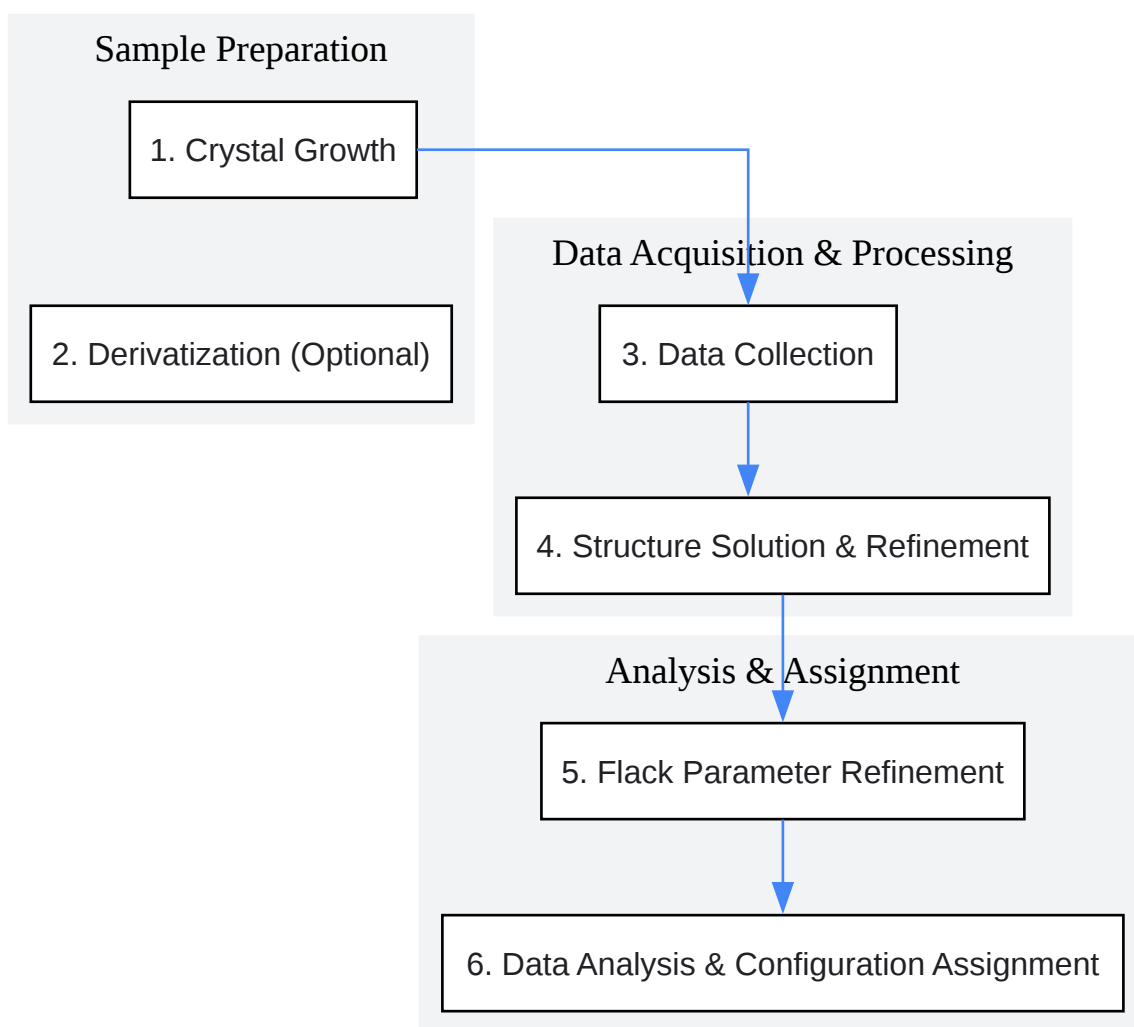 Sample Preparation
1. Crystal Growth
2. Derivatization (Optional)
Data Acquisition & Processing
3. Data Collection
4. Structure Solution & Refinement
Analysis & Assignment
5. Flack Parameter Refinement
6. Data Analysis & Configuration Assignment